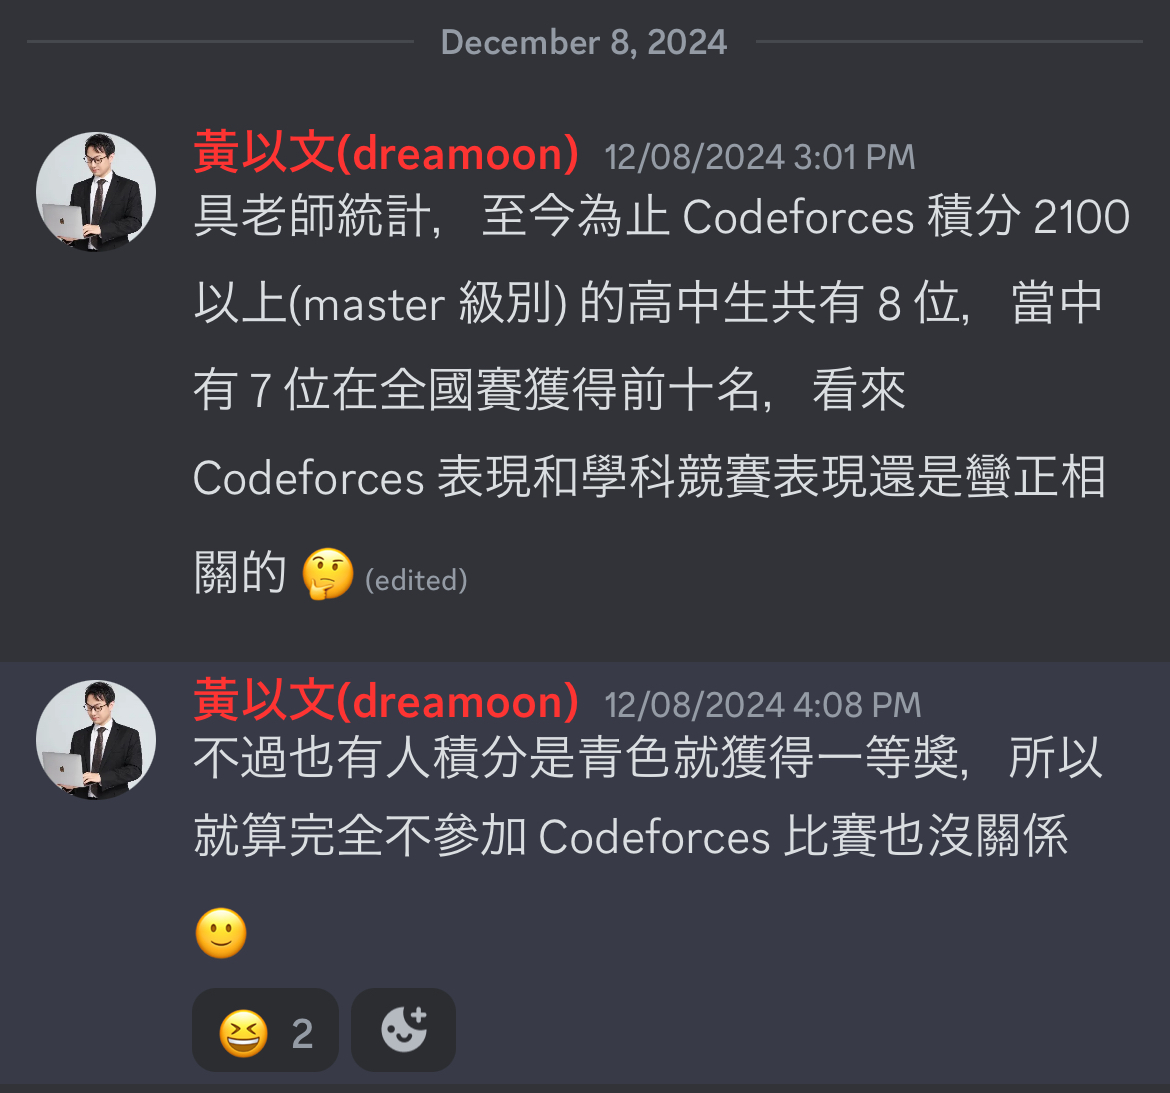 December 8, 2024
黃以文(dreamoon) 12/08/2024 3:01 PM
具老師統計，至今為止 Codeforces 積分 2100
以上(master 級別) 的高中生共有 8 位，當中
有 7 位在全國賽獲得前十名，看來
Codeforces 表現和學科競賽表現還是蠻正相
關的 🤔 (edited)
黃以文(dreamoon) 12/08/2024 4:08 PM
不過也有人積分是青色就獲得一等獎，所以
就算完全不參加 Codeforces 比賽也沒關係
🙂
😆 2